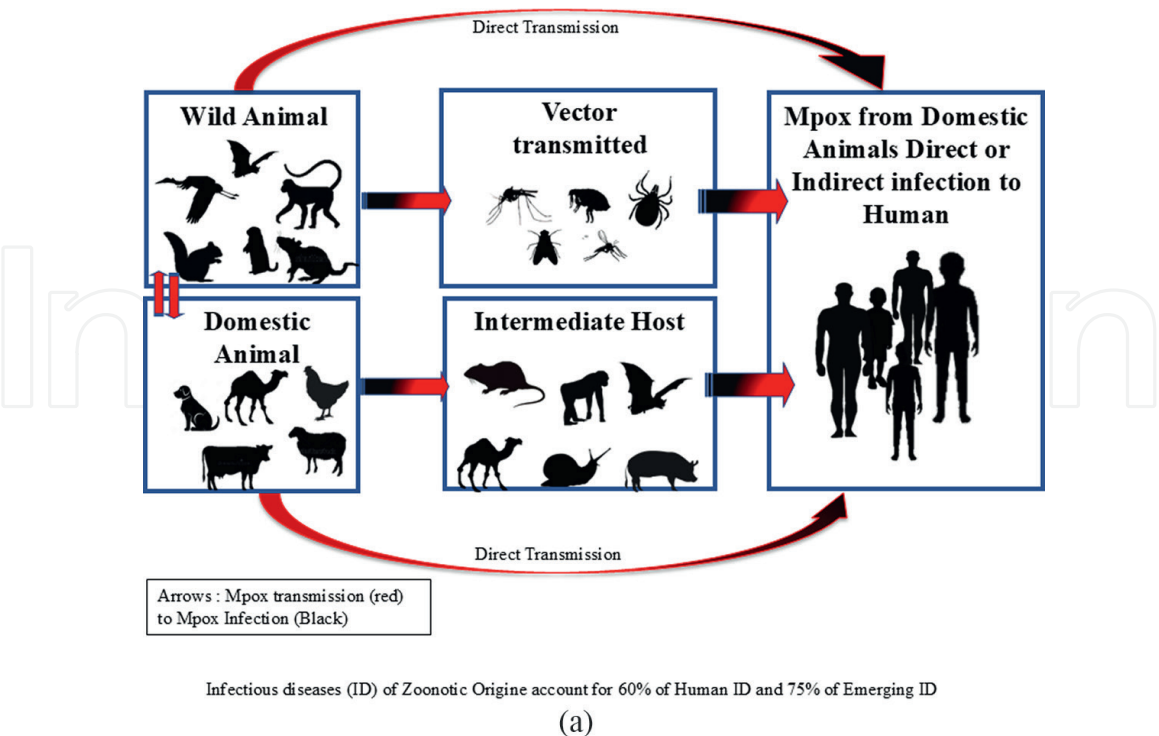 Direct Transmission
Wild Animal
Vector
transmitted
Mpox from Domestic
Animals Direct or
Indirect infection to
Human
Domestic
Animal
Intermediate Host
Direct Transmission
Arrows : Mpox transmission (red)
to Mpox Infection (Black)
Infectious diseases (ID) of Zoonotic Origine account for 60% of Human ID and 75% of Emerging ID
(a)